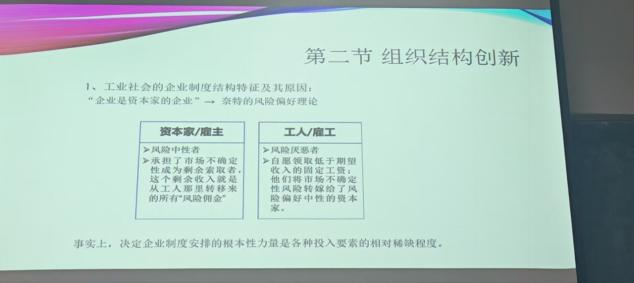 第二节 组织结构创新
1、工业社会的企业制度结构特征及其原因：
“企业是资本家的企业”→ 奈特的风险偏好理论
资本家/雇主
➢风险中性者
➢承担了市场不确定
性成为剩余索取者，
这个剩余收入就是
从工人那里转移来
的所有“风险佣金”
工人/雇工
➢风险厌恶者
➢自愿领取低于期望
收入的固定工资；
他们将市场不确定
性风险转嫁给了风
险偏好中性的资本
家。
事实上，决定企业制度安排的根本性力量是各种投入要素的相对稀缺程度。